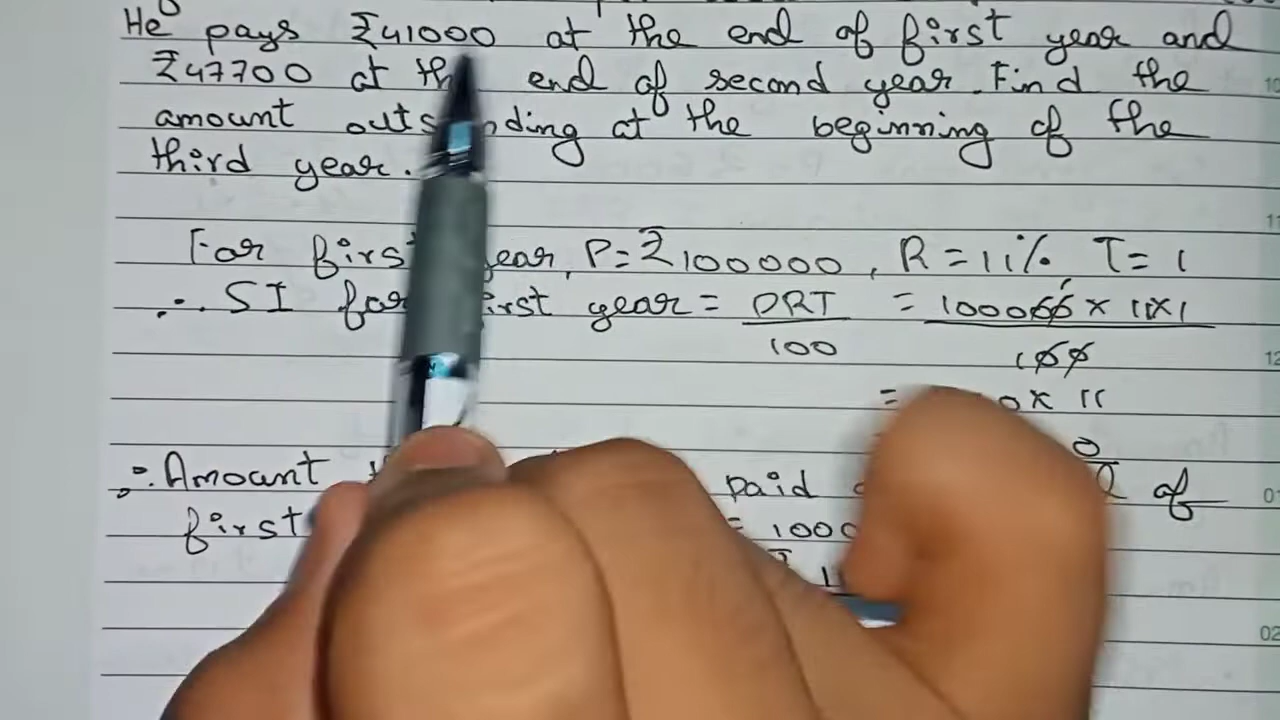 He pays ₹41000 at the end of first year and
₹47700 at the end of second year. Find the
amount outstanding at the beginning of the
third year.
For first year, P = ₹100000, R = 11% T = 1
∴ SI for first year = PRT/100 = 100000 × 11 × 1/100
= × 11
∴ Amount paid of
first = 1000